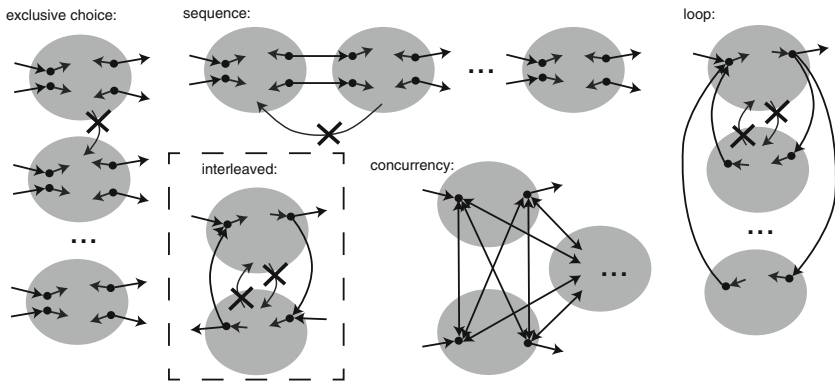 exclusive choice:
sequence:
loop:
...
interleaved:
concurrency:
...
...
...